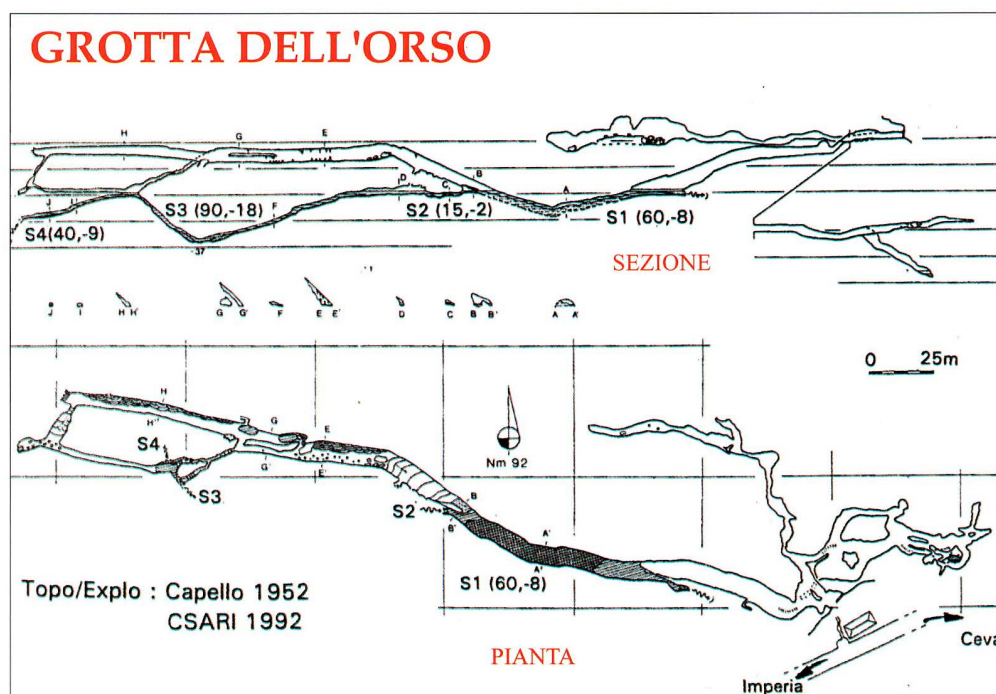 GROTTA DELL'ORSO
H G E
D C B A
J I
S3 (90,-18) F S2 (15,-2) S1 (60,-8)
S4(40,-9)
-37
SEZIONE
J I H H' G G' F E E' D C B B' A A'
0 25m
H
G E
H'
S4
G' E'
Nm 92
S3
S2
B
B'
A'
A'
S1 (60,-8)
Topo/Explo : Capello 1952
CSARI 1992
PIANTA
Ceva
Imperia